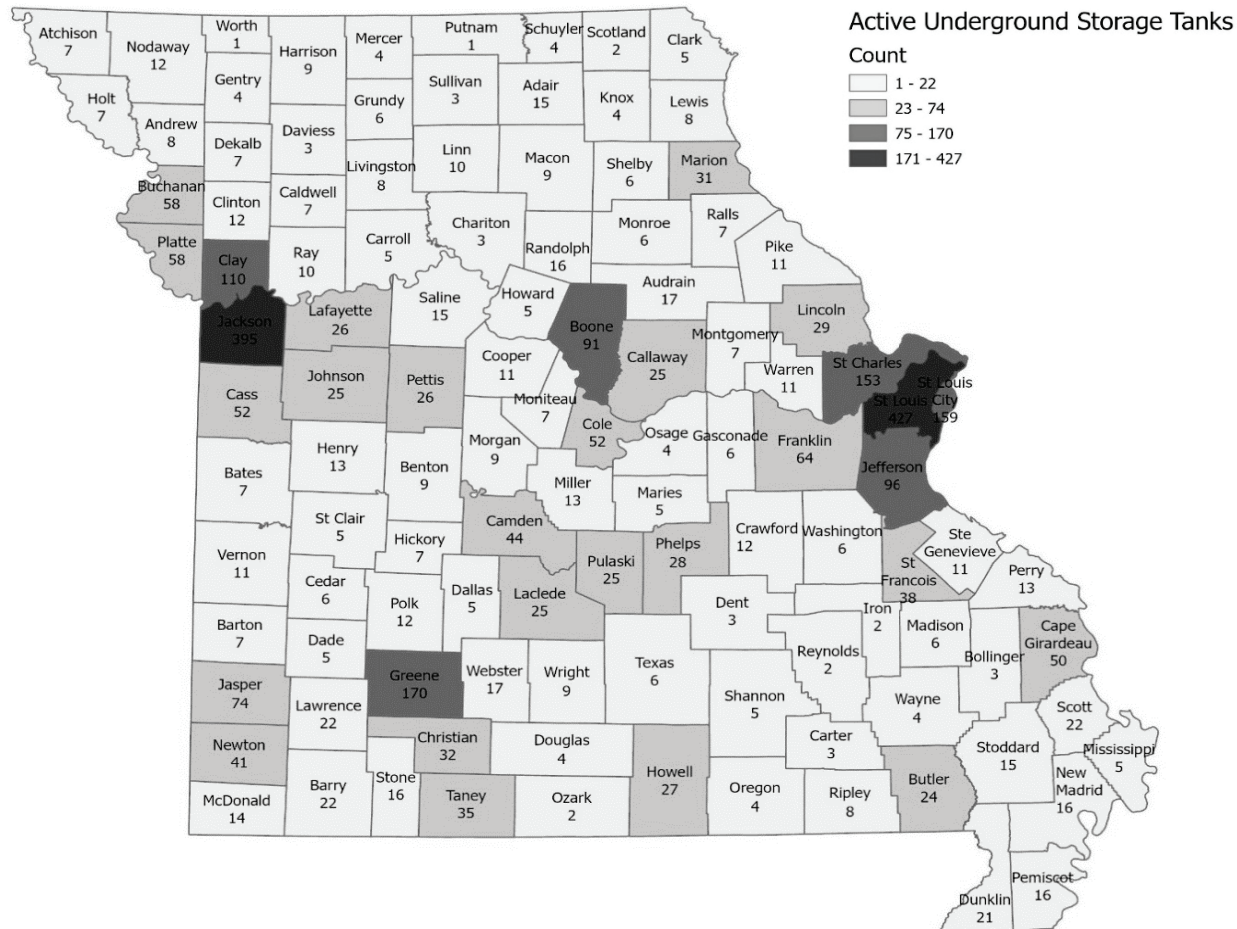 Active Underground Storage Tanks
Count
1 - 22
23 - 74
75 - 170
171 - 427
Atchison
7
Nodaway
12
Worth
1
Harrison
9
Mercer
4
Putnam
1
Schuyler
4
Scotland
2
Clark
5
Holt
7
Andrew
8
Gentry
4
Dekalb
7
Daviess
3
Grundy
6
Sullivan
3
Adair
15
Knox
4
Lewis
8
Buchanan
58
Clinton
12
Caldwell
7
Livingston
8
Linn
10
Macon
9
Shelby
6
Marion
31
Platte
58
Clay
110
Ray
10
Carroll
5
Chariton
3
Randolph
16
Monroe
6
Ralls
7
Pike
11
Jackson
395
Lafayette
26
Saline
15
Howard
5
Boone
91
Audrain
17
Callaway
25
Montgomery
7
Lincoln
29
Warren
11
St Charles
153
St Louis
427
St Louis
City
159
Cass
52
Johnson
25
Pettis
26
Cooper
11
Moniteau
7
Cole
52
Osage
4
Gasconade
6
Franklin
64
Jefferson
96
Bates
7
Henry
13
Benton
9
Morgan
9
Miller
13
Maries
5
St Clair
5
Hickory
7
Camden
44
Pulaski
25
Phelps
28
Crawford
12
Washington
6
St
Francois
38
Ste
Genevieve
11
Perry
13
Vernon
11
Cedar
6
Polk
12
Dallas
5
Laclede
25
Dent
3
Iron
2
Madison
6
Bollinger
3
Cape
Girardeau
50
Barton
7
Dade
5
Greene
170
Webster
17
Wright
9
Texas
6
Reynolds
2
Shannon
5
Wayne
4
Scott
22
Jasper
74
Lawrence
22
Christian
32
Douglas
4
Howell
27
Carter
3
Stoddard
15
Mississippi
5
Newton
41
Barry
22
Stone
16
Taney
35
Ozark
2
Oregon
4
Ripley
8
Butler
24
New
Madrid
16
McDonald
14
Dunklin
21
Pemiscot
16